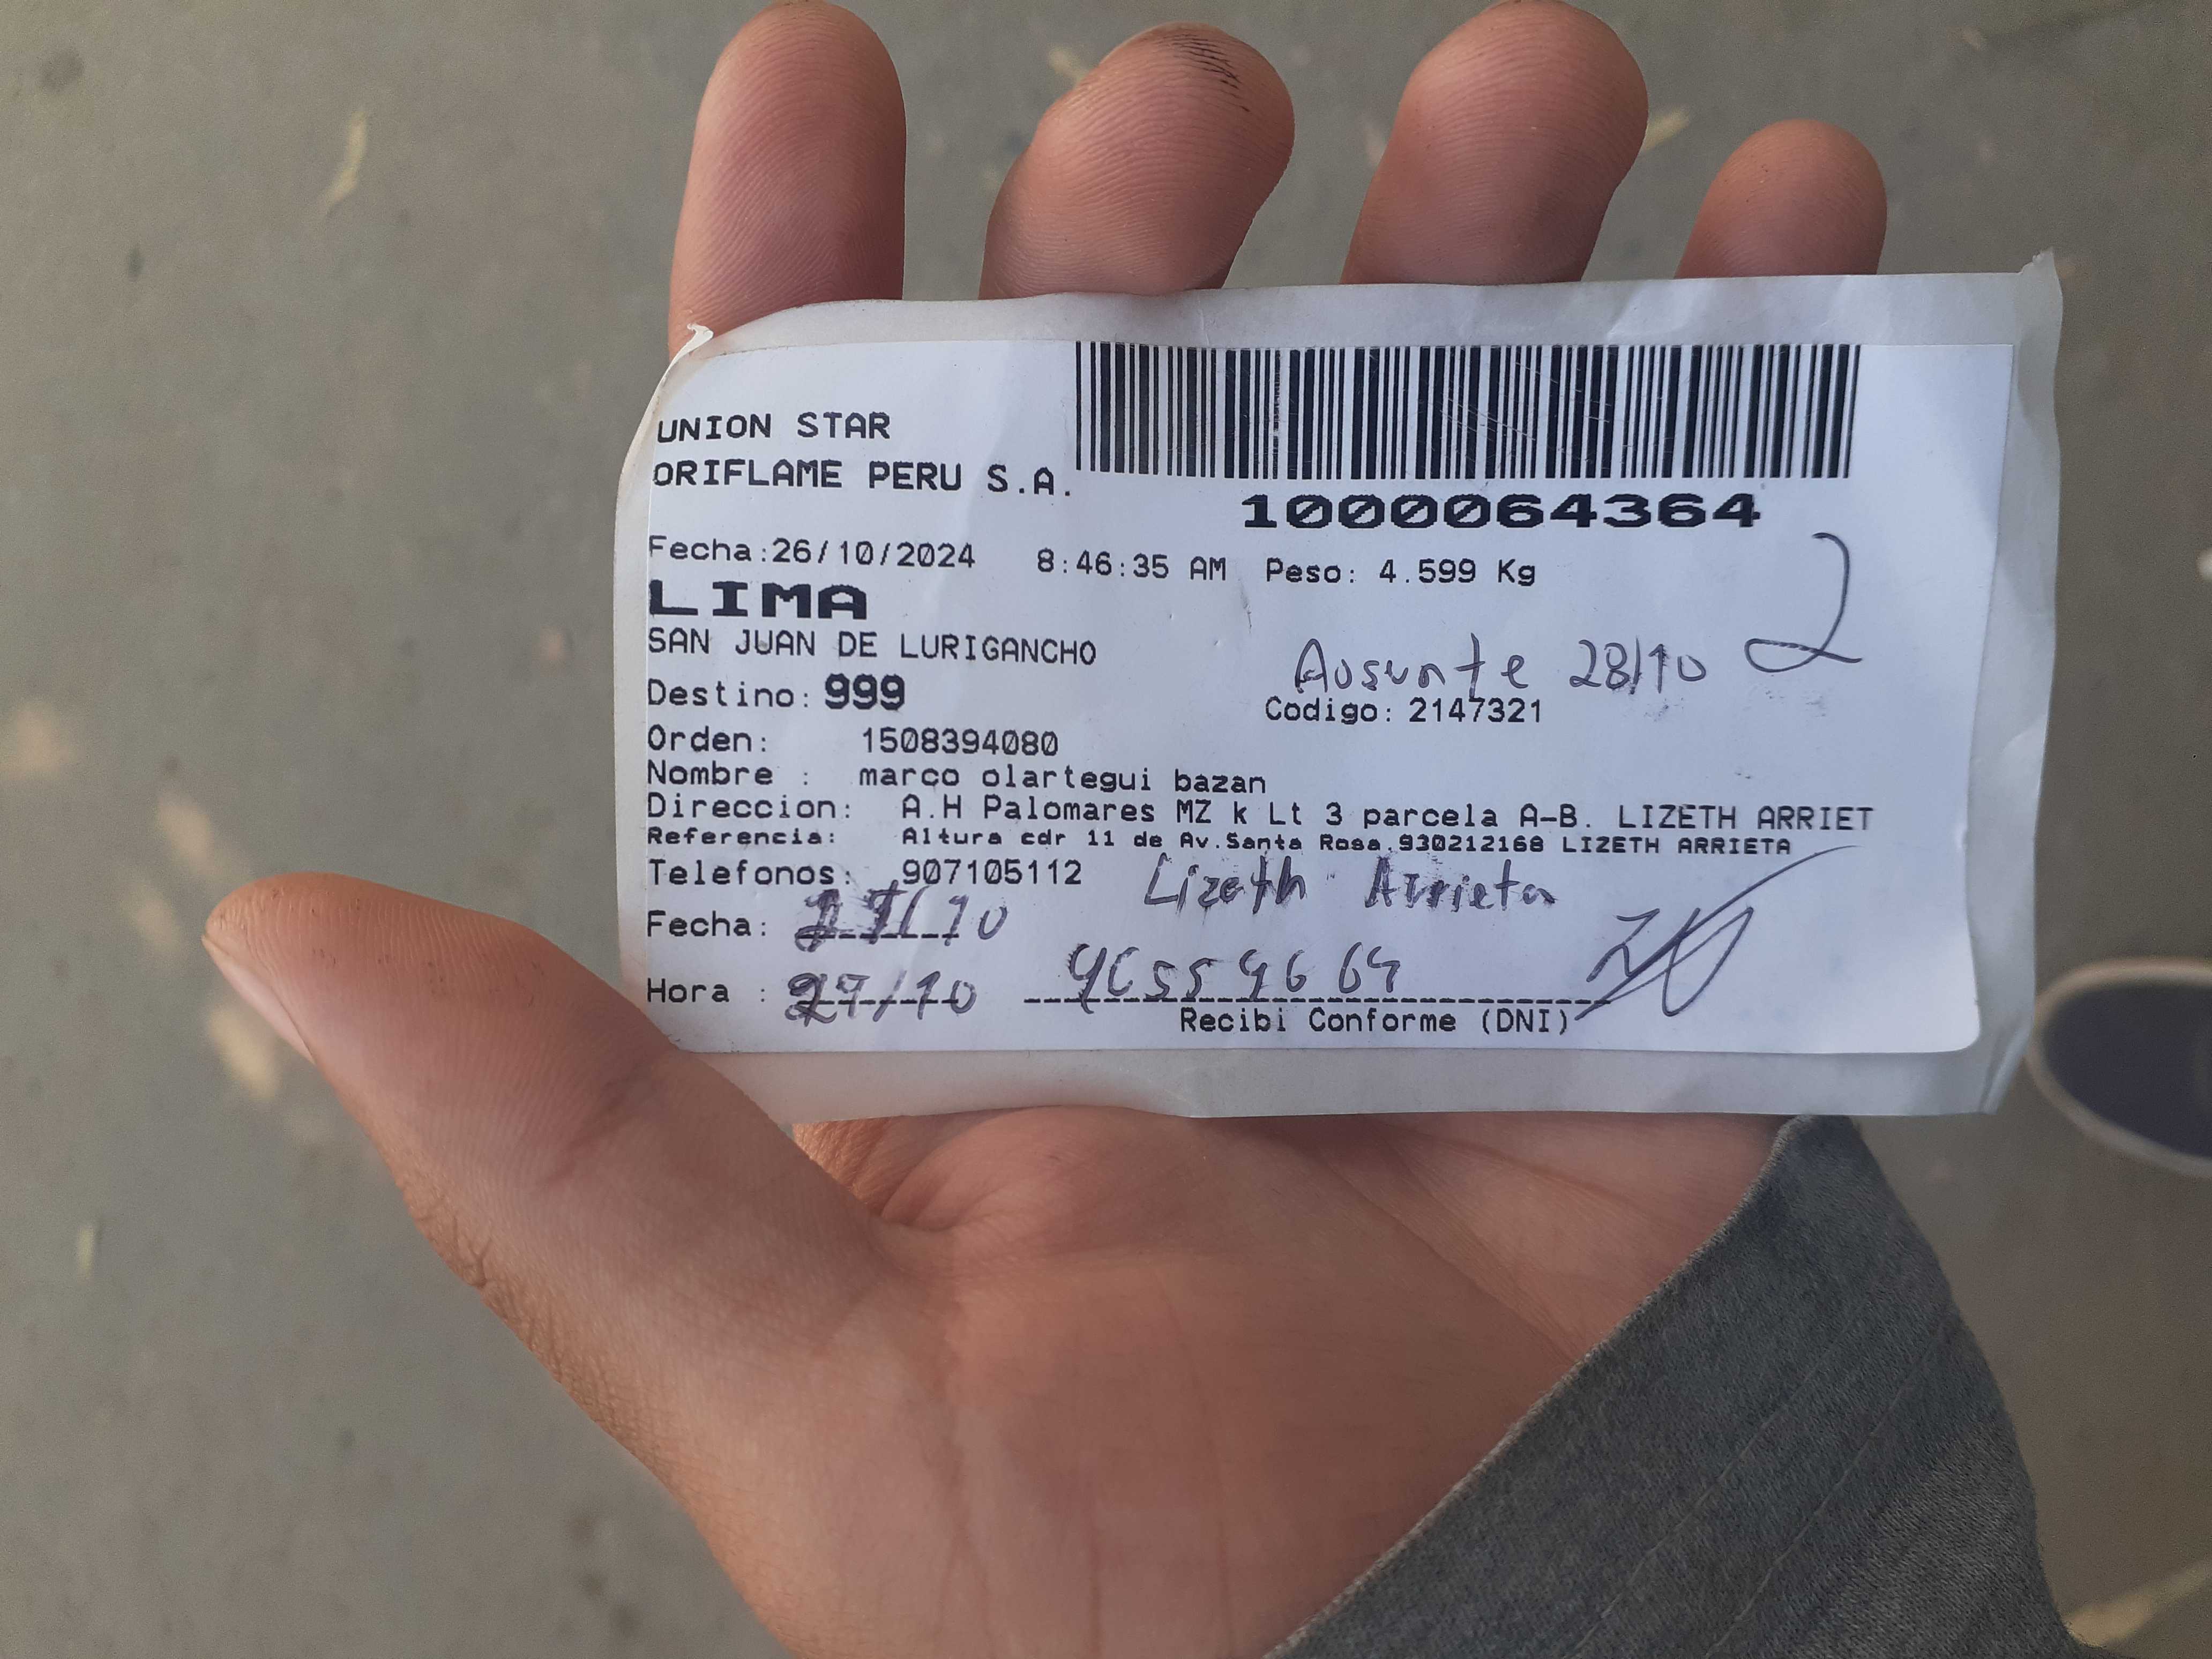 UNION STAR
ORIFLAME PERU S.A.
1000064364
Fecha:26/10/2024 8:46:35 AM Peso: 4.599 Kg
LIMA
2
SAN JUAN DE LURIGANCHO
Ausunte 28/10
Destino: 999
Codigo: 2147321
Orden: 1508394080
Nombre : marco olartegui bazan
Direccion: A.H Palomares MZ k Lt 3 parcela A-B. LIZETH ARRIET
Referencia: Altura cdr 11 de Av.Santa Rosa.930212168 LIZETH ARRIETA
Telefonos: 907105112 Lizeth Arrieta
Fecha: 27/10
Hora : 27/10
Recibi Conforme (DNI)